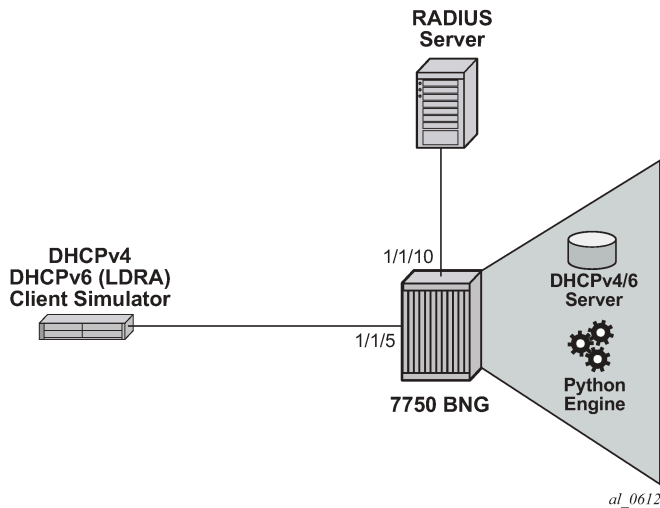 RADIUS
Server
1/1/10
DHCPv4
DHCPv6 (LDRA)
Client Simulator
1/1/5
7750 BNG
DHCPv4/6
Server
Python
Engine
al_0612